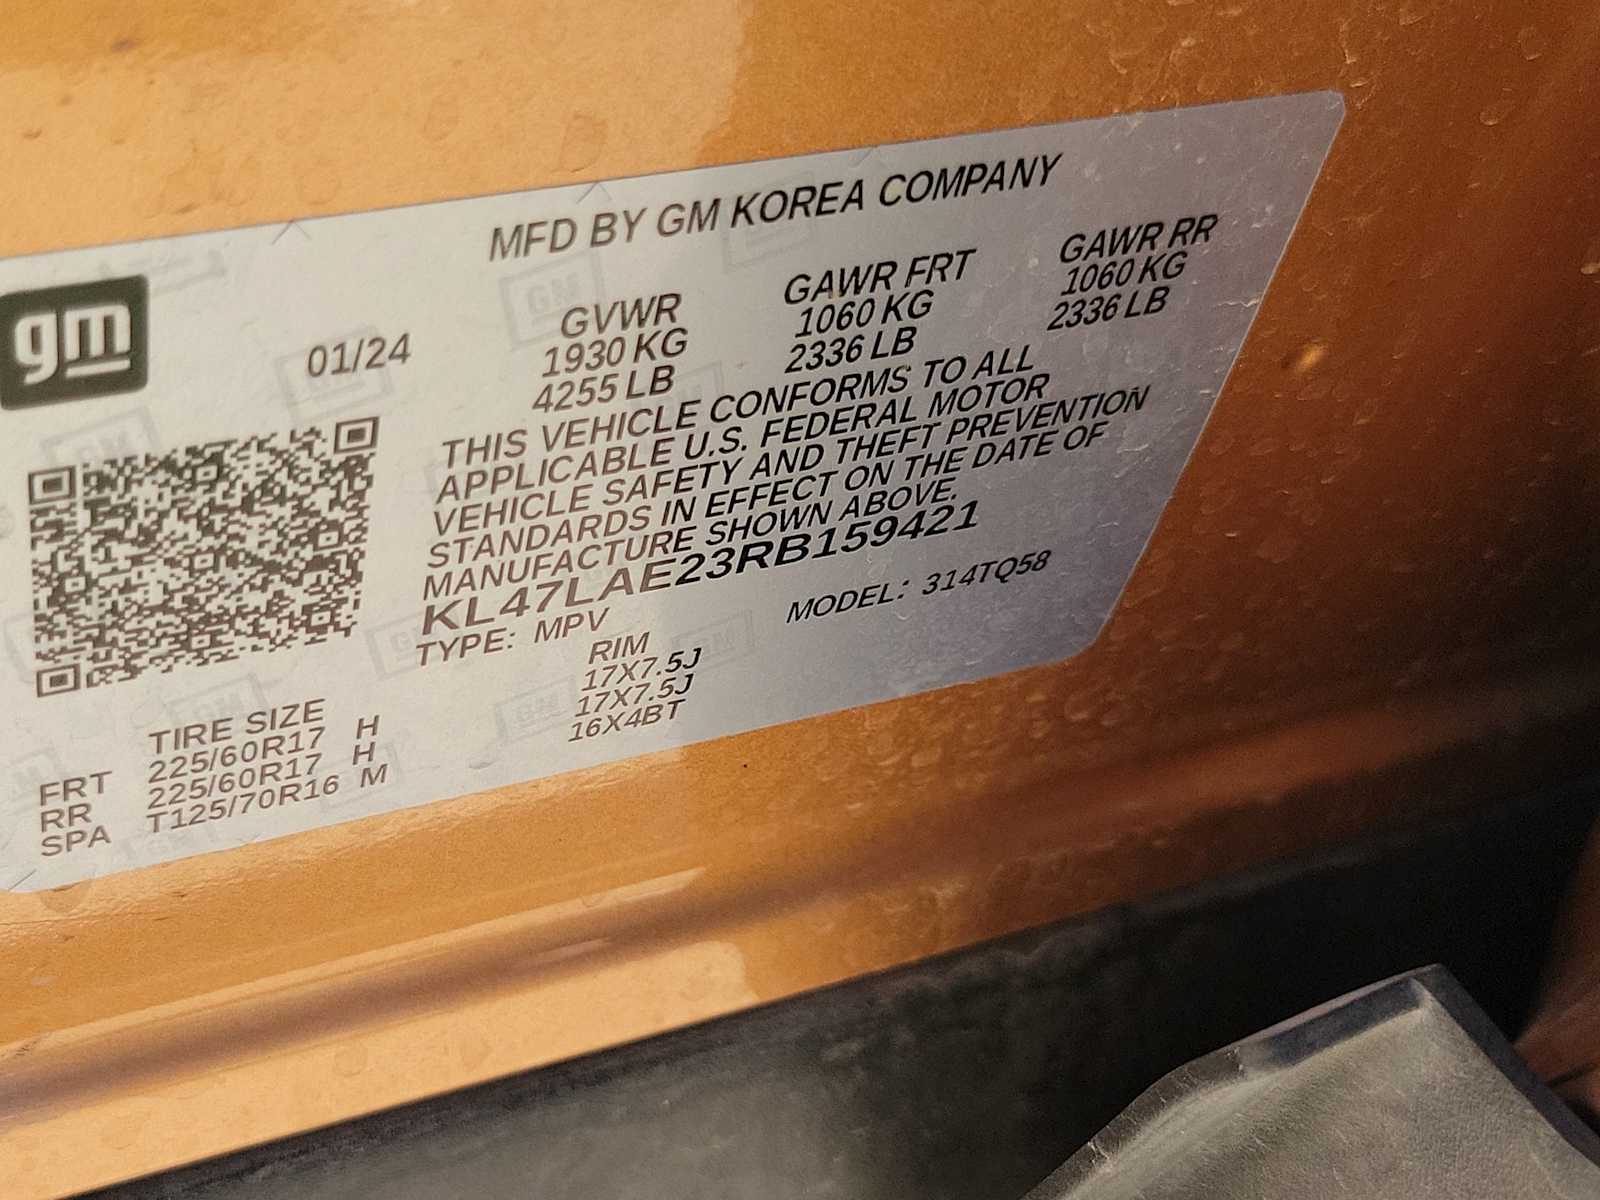 gm
MFD BY GM KOREA COMPANY
01/24
GVWR
1930 KG
4255 LB
GAWR FRT
1060 KG
2336 LB
GAWR RR
1060 KG
2336 LB
THIS VEHICLE CONFORMS TO ALL
APPLICABLE U.S. FEDERAL MOTOR
VEHICLE SAFETY AND THEFT PREVENTION
STANDARDS IN EFFECT ON THE DATE OF
MANUFACTURE SHOWN ABOVE.
KL47LAE23RB159421
TYPE: MPV MODEL: 314TQ58
TIRE SIZE RIM
FRT 225/60R17 H 17X7.5J
RR 225/60R17 H 17X7.5J
SPA T125/70R16 M 16X4BT